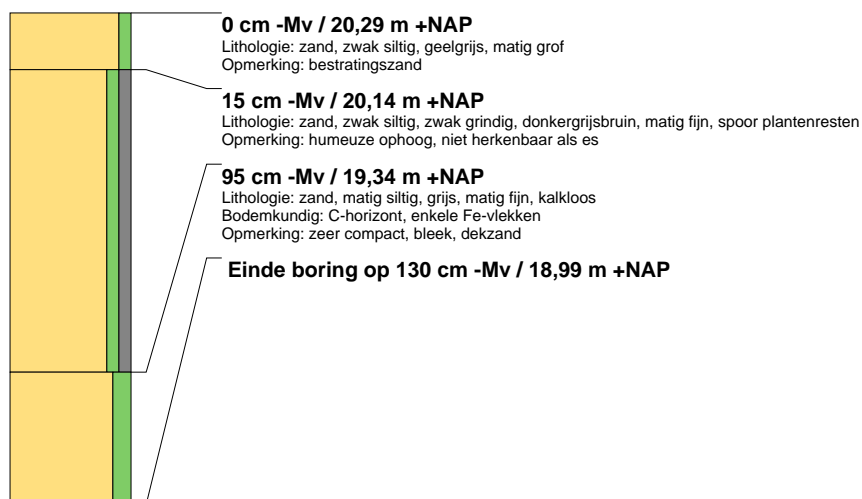 0 cm -Mv / 20,29 m +NAP
Lithologie: zand, zwak siltig, geelgrijs, matig grof
Opmerking: bestratingszand
15 cm -Mv / 20,14 m +NAP
Lithologie: zand, zwak siltig, zwak grindig, donkergrijsbruin, matig fijn, spoor plantenresten
Opmerking: humeuze ophoog, niet herkenbaar als es
95 cm -Mv / 19,34 m +NAP
Lithologie: zand, matig siltig, grijs, matig fijn, kalkloos
Bodemkundig: C-horizont, enkele Fe-vlekken
Opmerking: zeer compact, bleek, dekzand
Einde boring op 130 cm -Mv / 18,99 m +NAP